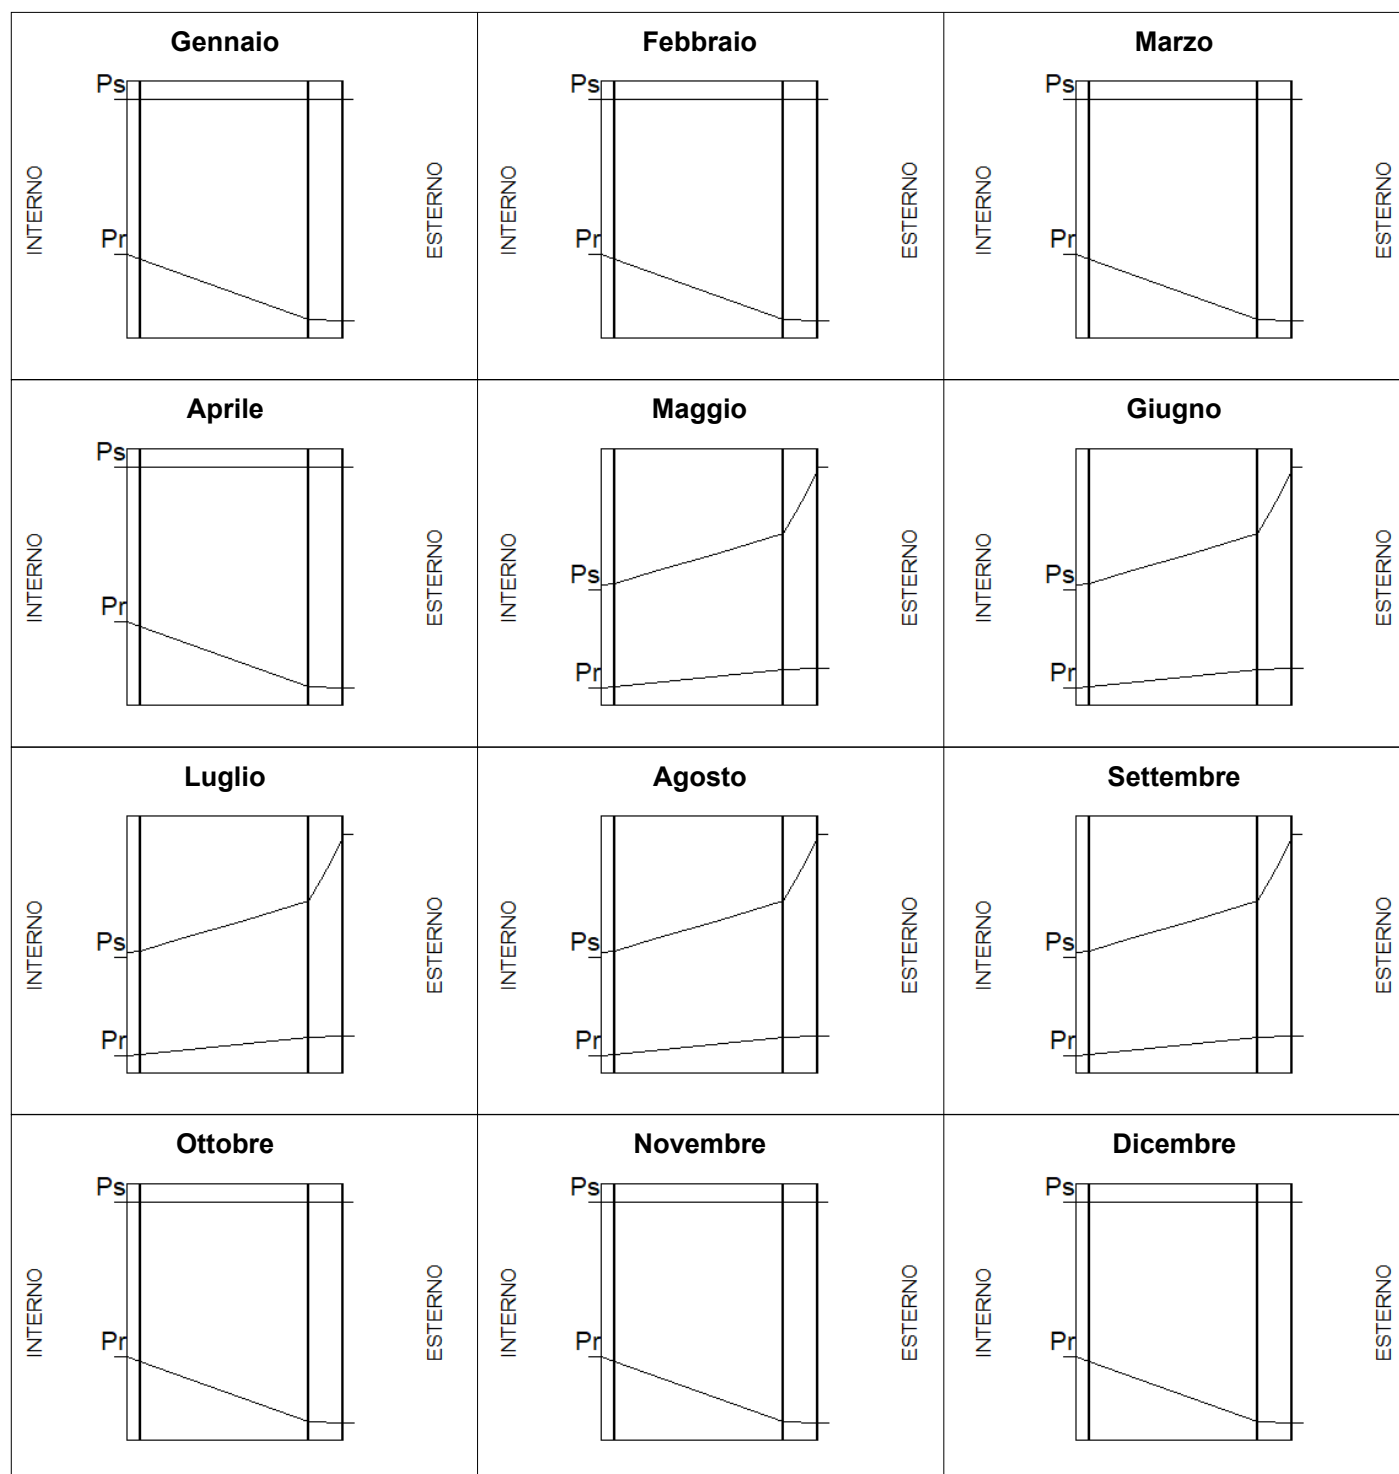 Gennaio
Ps
Pr
INTERNO
ESTERNO
Febbraio
Ps
Pr
INTERNO
ESTERNO
Marzo
Ps
Pr
INTERNO
ESTERNO
Aprile
Ps
Pr
INTERNO
ESTERNO
Maggio
Ps
Pr
INTERNO
ESTERNO
Giugno
Ps
Pr
INTERNO
ESTERNO
Luglio
Ps
Pr
INTERNO
ESTERNO
Agosto
Ps
Pr
INTERNO
ESTERNO
Settembre
Ps
Pr
INTERNO
ESTERNO
Ottobre
Ps
Pr
INTERNO
ESTERNO
Novembre
Ps
Pr
INTERNO
ESTERNO
Dicembre
Ps
Pr
INTERNO
ESTERNO